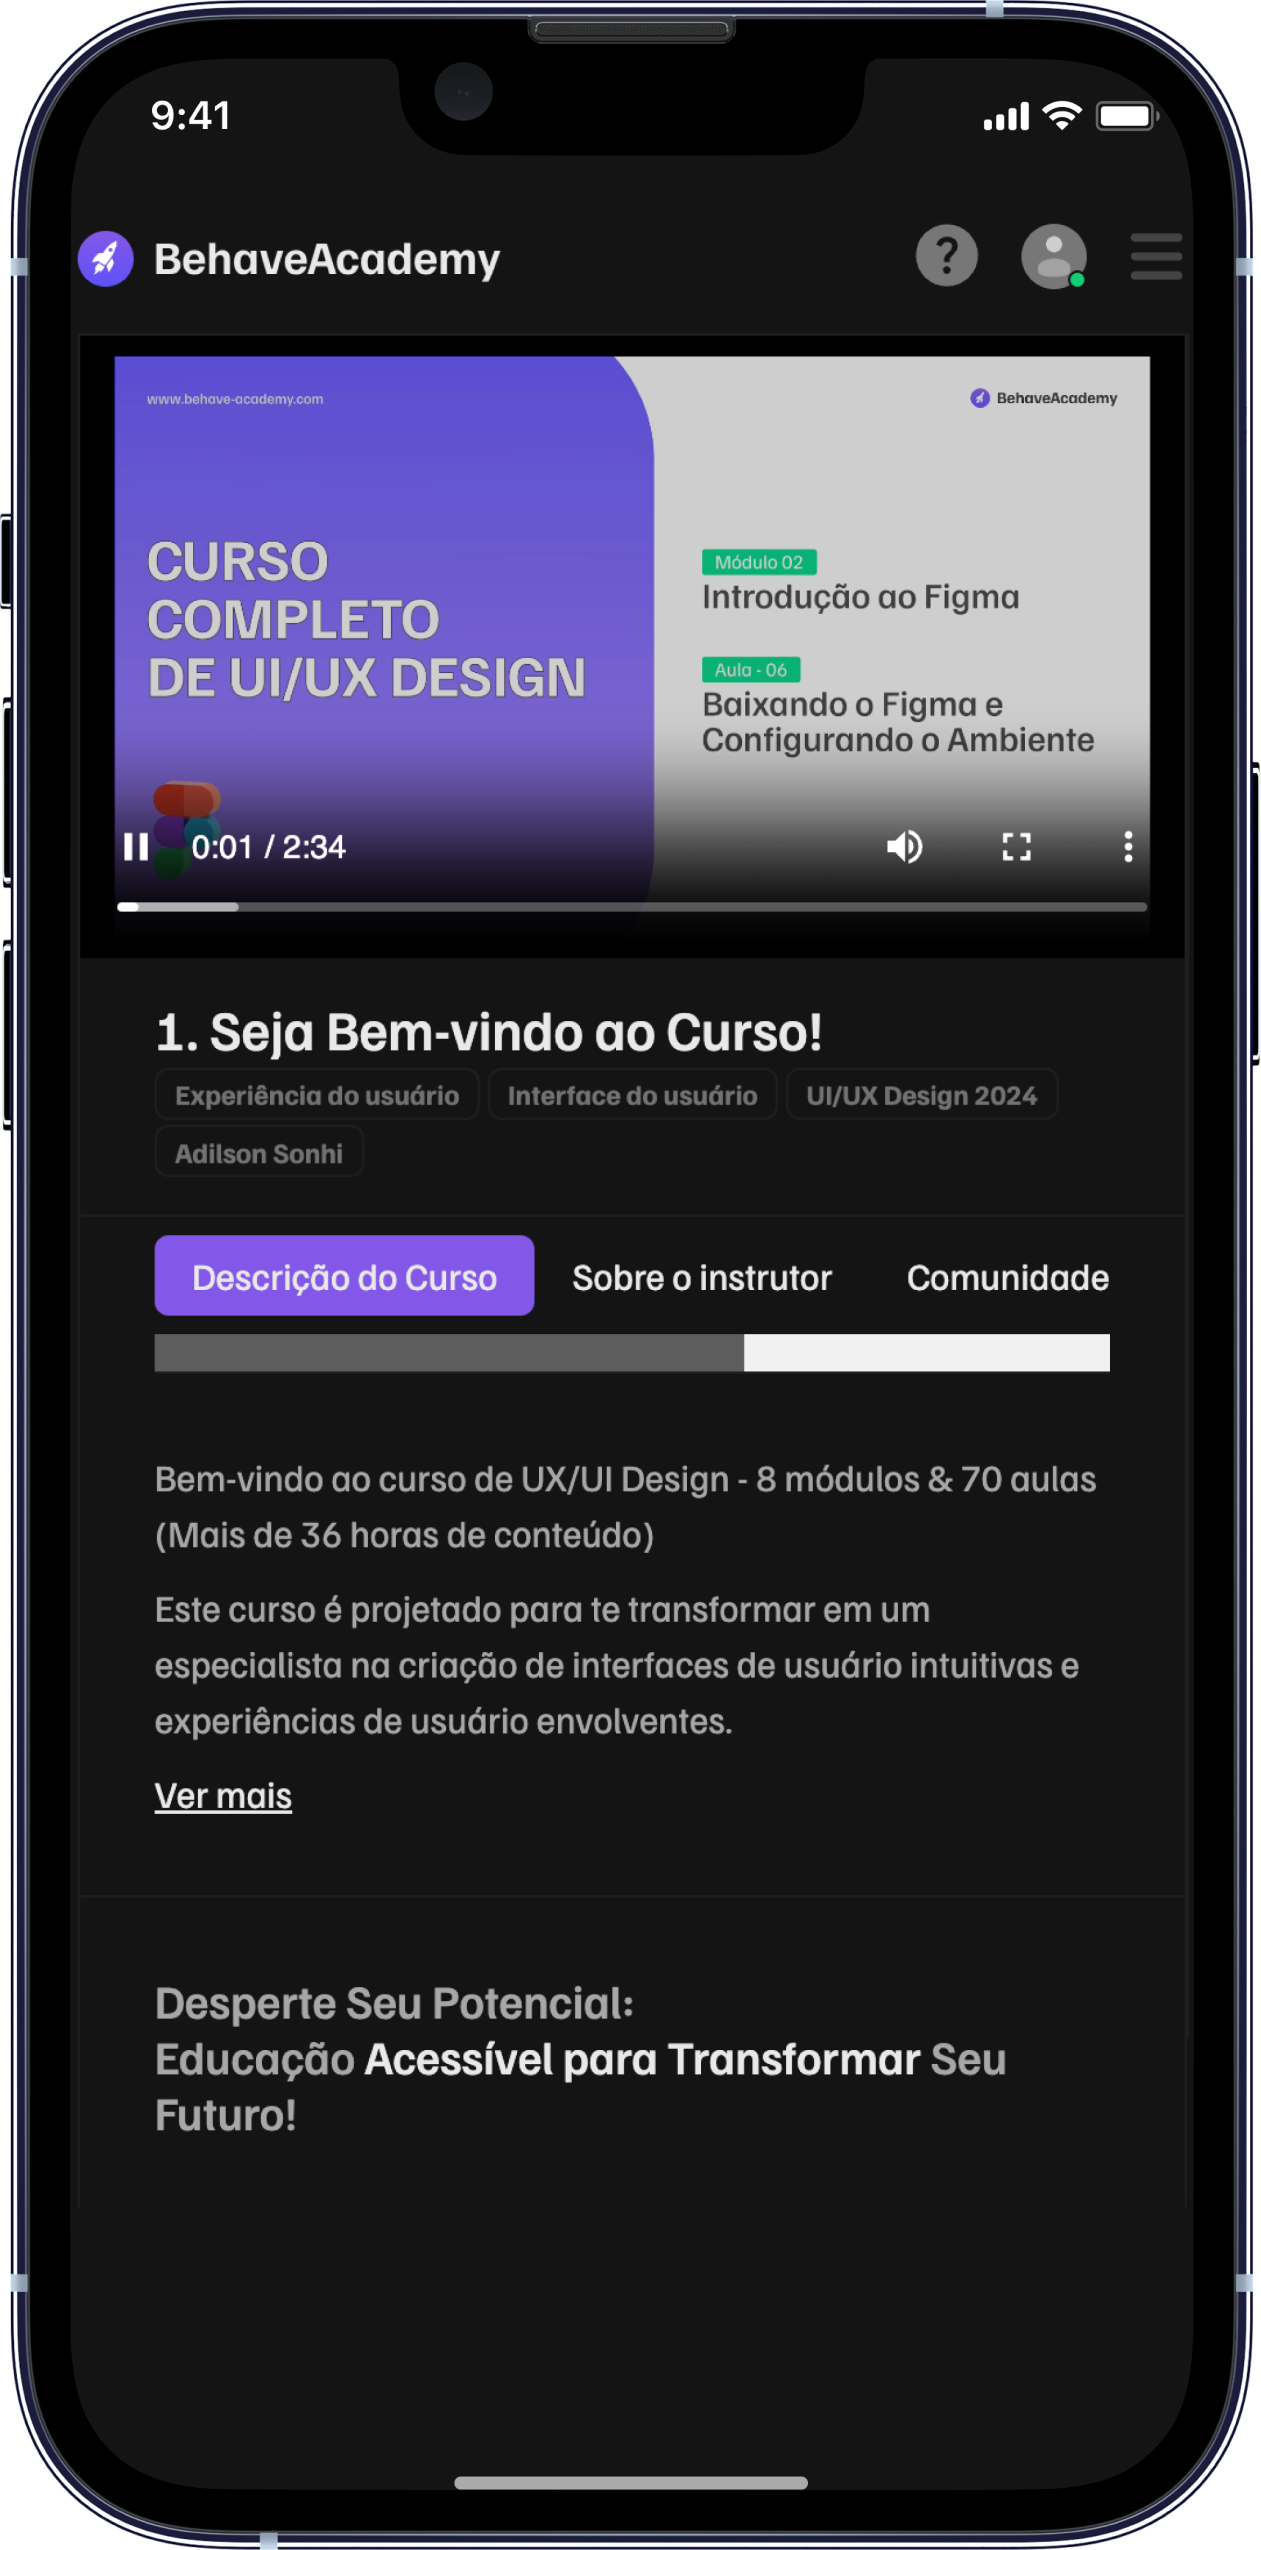 9:41
BehaveAcademy
?
www.behave-academy.com
BehaveAcademy
CURSO
COMPLETO
DE UI/UX DESIGN
Módulo 02
Introdução ao Figma
Aula - 06
Baixando o Figma e
Configurando o Ambiente
0:01 / 2:34
1. Seja Bem-vindo ao Curso!
Experiência do usuário
Interface do usuário
UI/UX Design 2024
Adilson Sonhi
Descrição do Curso
Sobre o instrutor
Comunidade
Bem-vindo ao curso de UX/UI Design - 8 módulos & 70 aulas
(Mais de 36 horas de conteúdo)
Este curso é projetado para te transformar em um
especialista na criação de interfaces de usuário intuitivas e
experiências de usuário envolventes.
Ver mais
Desperte Seu Potencial:
Educação Acessível para Transformar Seu
Futuro!